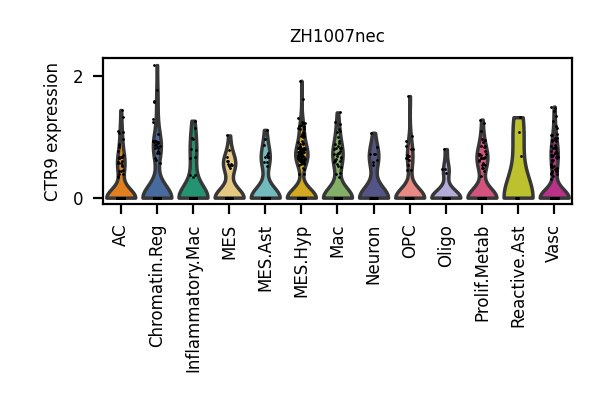 ZH1007nec
CTR9 expression
2
0
AC
Chromatin.Reg
Inflammatory.Mac
MES
MES.Ast
MES.Hyp
Mac
Neuron
OPC
Oligo
Prolif.Metab
Reactive.Ast
Vasc